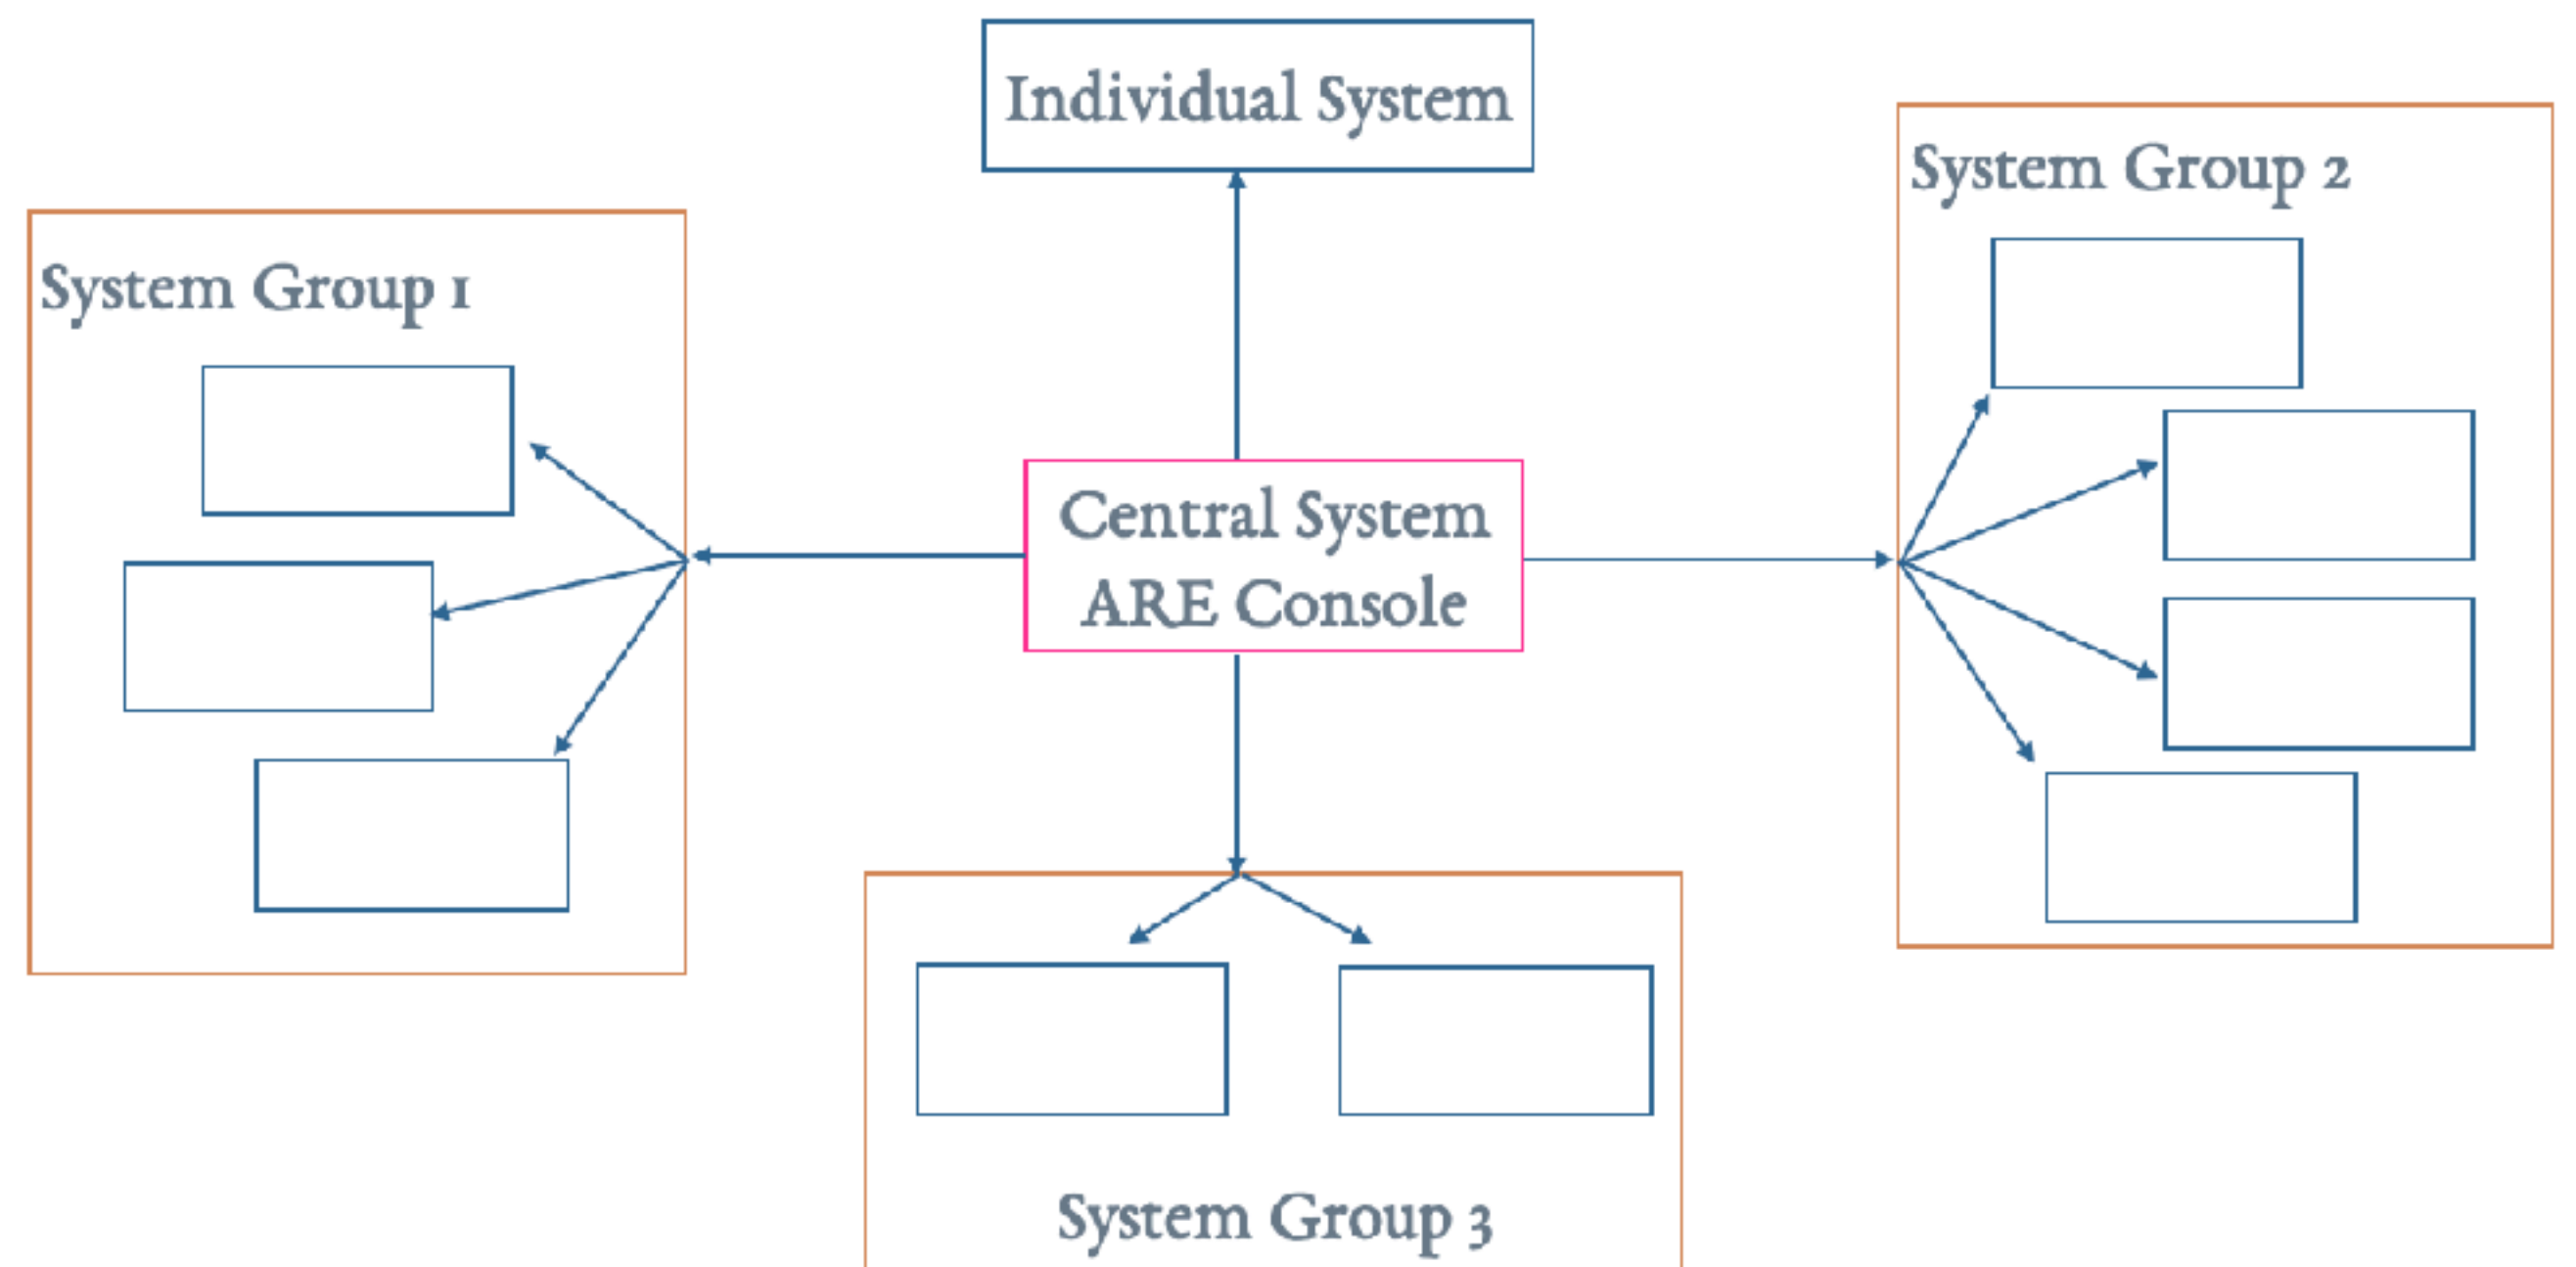 Individual System
System Group 2
System Group 1
Central System
ARE Console
System Group 3